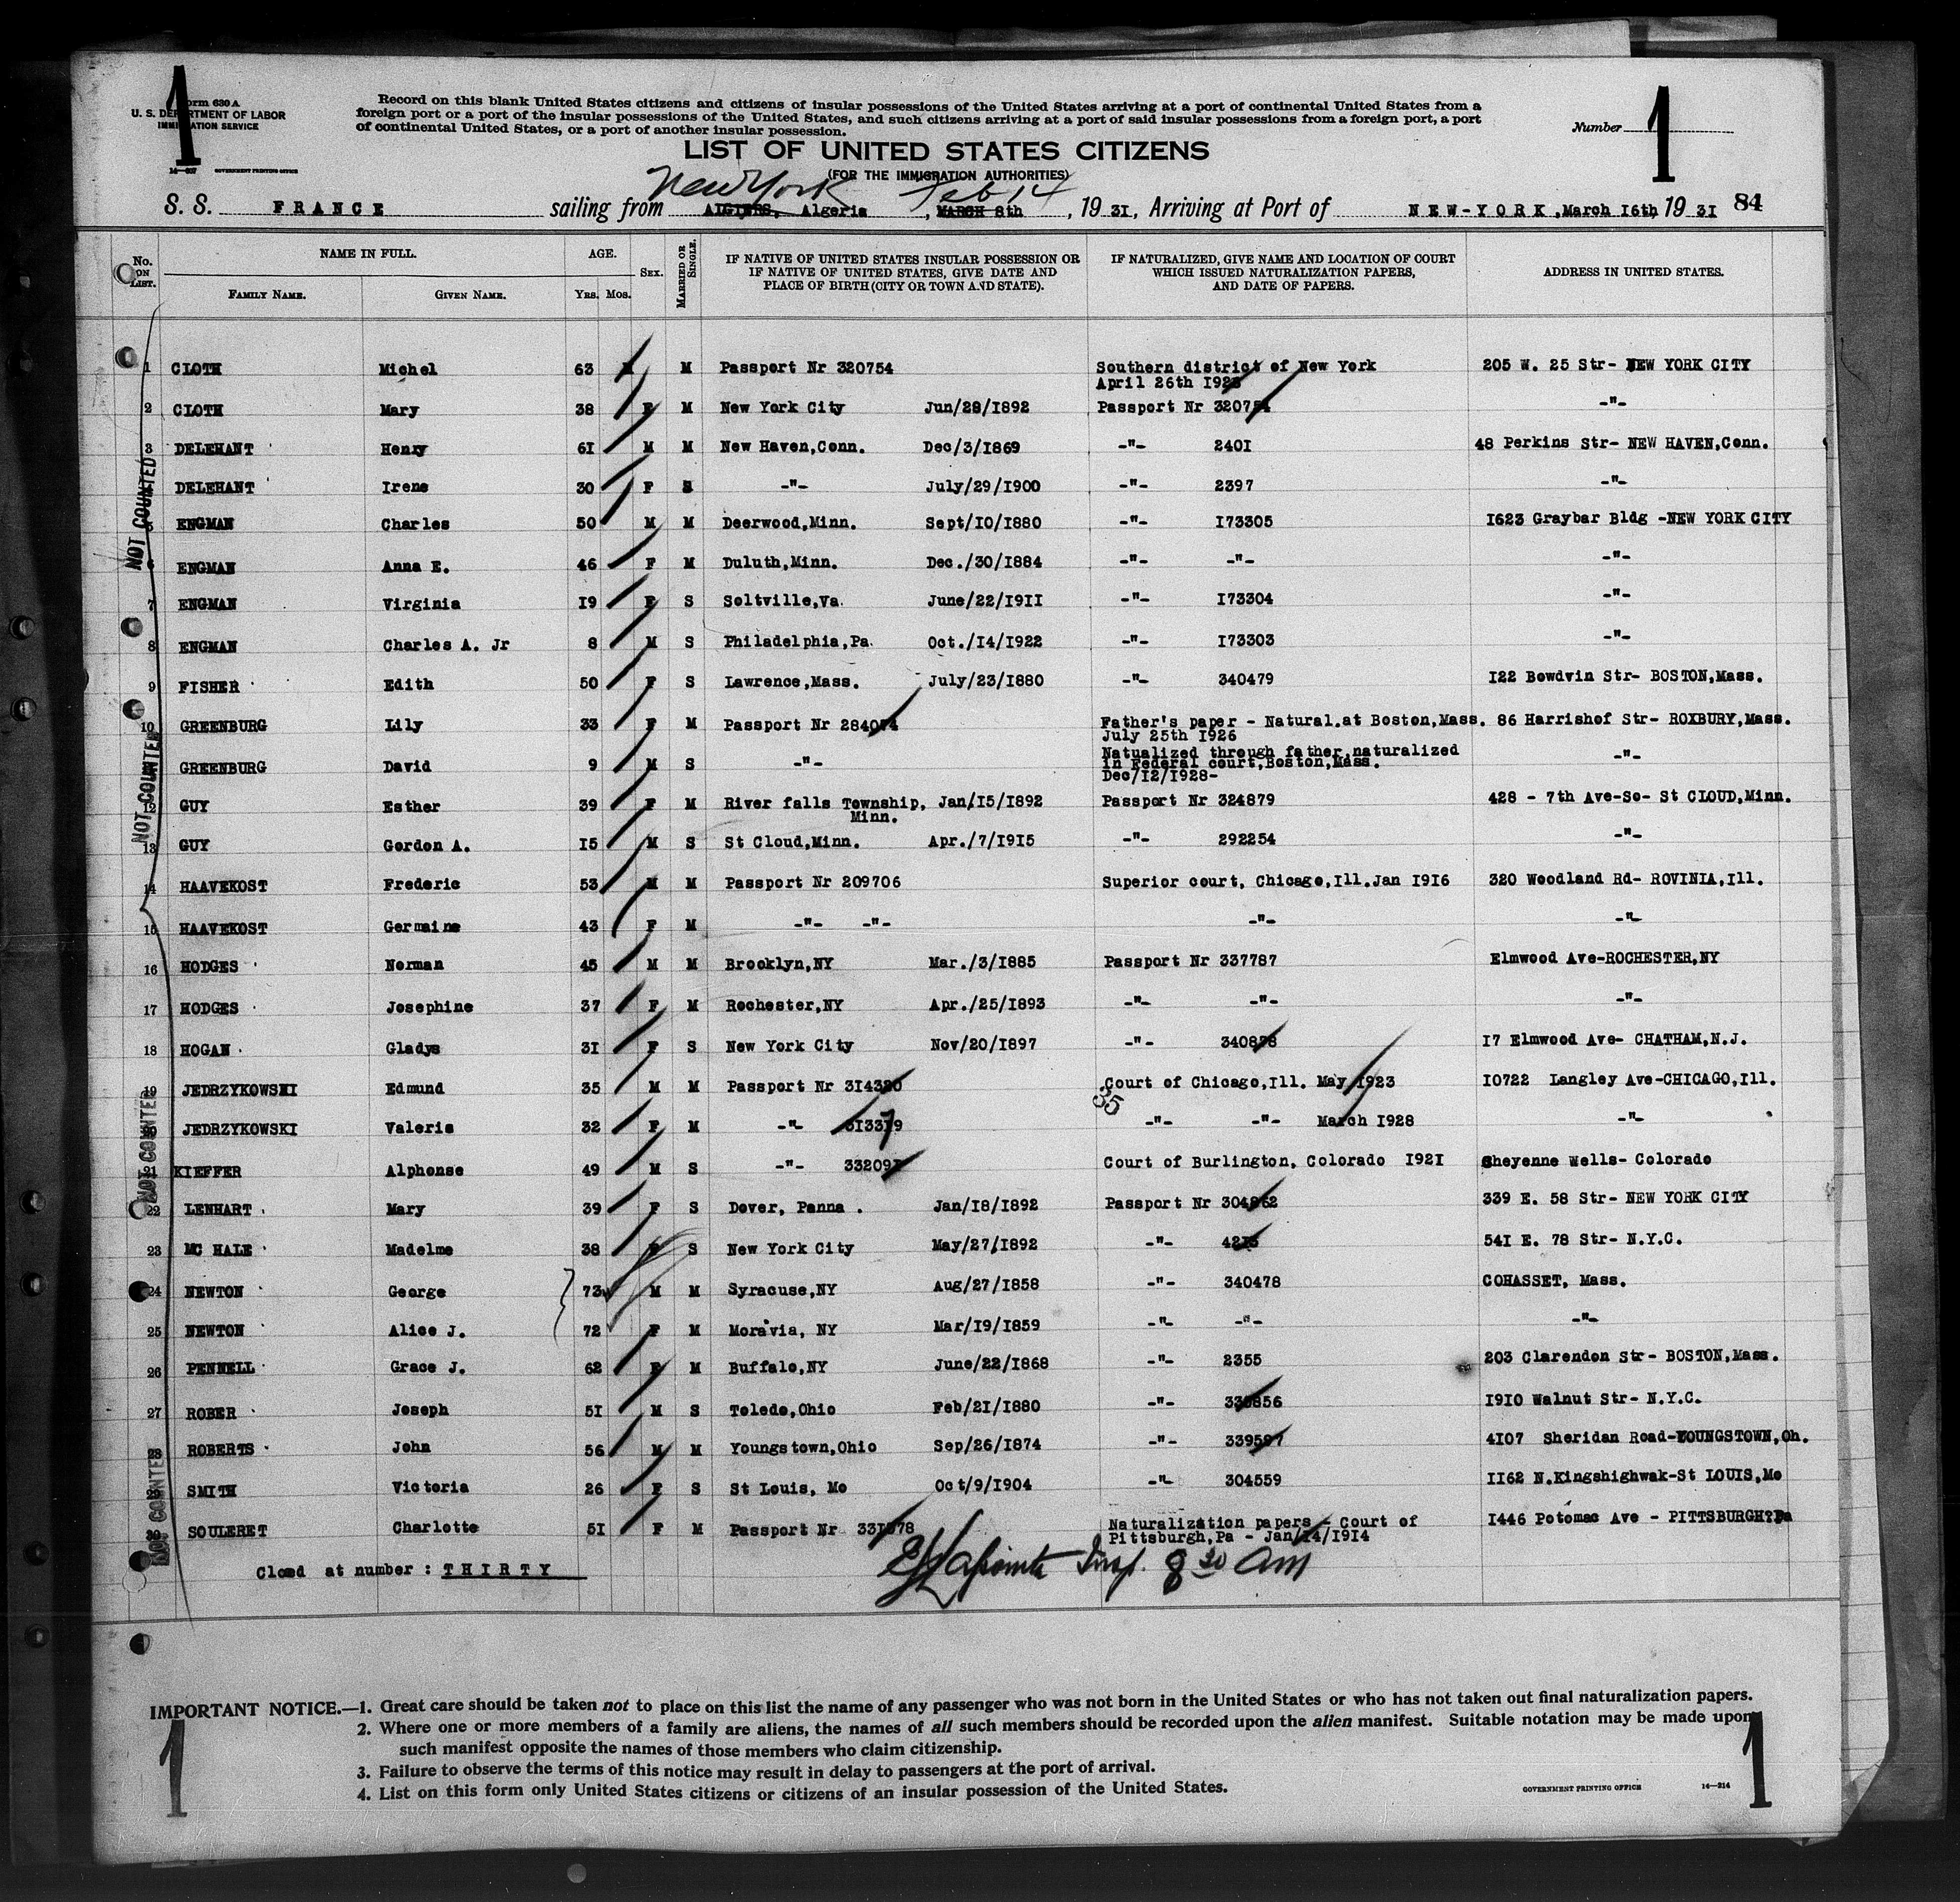 1
Form 630 A
U. S. DEPARTMENT OF LABOR
IMMIGRATION SERVICE
GOVERNMENT PRINTING OFFICE
Record on this blank United States citizens and citizens of insular possessions of the United States arriving at a port of continental United States from a
foreign port or a port of the insular possessions of the United States, and such citizens arriving at a port of said insular possessions from a foreign port, a port
of continental United States, or a port of another insular possession.
Number 1
LIST OF UNITED STATES CITIZENS
(FOR THE IMMIGRATION AUTHORITIES)
New York Feb 14
S. S. FRANCE sailing from ALGIERS, Algeria , MARCH 8th , 19 31, Arriving at Port of NEW-YORK, March 16th, 19 31 84
No. ON LIST. NAME IN FULL. FAMILY NAME. GIVEN NAME. AGE. YRS. MOS. SEX. MARRIED OR SINGLE. IF NATIVE OF UNITED STATES INSULAR POSSESSION OR IF NATIVE OF UNITED STATES, GIVE DATE AND PLACE OF BIRTH (CITY OR TOWN AND STATE). IF NATURALIZED, GIVE NAME AND LOCATION OF COURT WHICH ISSUED NATURALIZATION PAPERS, AND DATE OF PAPERS. ADDRESS IN UNITED STATES.
1 CLOTH Michel 63 M M Passport Nr 320754 Southern district of New York 205 W. 25 Str- NEW YORK CITY
April 26th
2 CLOTH Mary 38 F M New York City Jun/28/1892 Passport Nr 320754 -"-
3 DELEHANT Henry 61 M M New Haven,Conn. Dec/3/1869 -"- 2401 48 Perkins Str- NEW HAVEN,Conn.
DELEHANT Irene 30 F S -"- July/29/1900 -"- 2397 -"-
5 ENGMAN Charles 50 M M Deerwood,Minn. Sept/10/1880 -"- 173305 1623 Graybar Bldg -NEW YORK CITY
6 ENGMAN Anna E. 46 F M Duluth,Minn. Dec./30/1884 -"- -"- -"-
7 ENGMAN Virginia 19 F S Soltville,Va. June/22/1911 -"- 173304 -"-
8 ENGMAN Charles A. Jr 8 M S Philadelphia,Pa. Oct./14/1922 -"- 173303 -"-
9 FISHER Edith 50 F S Lawrence,Mass. July/23/1880 -"- 340479 122 Bowdvin Str- BOSTON,Mass.
10 GREENBURG Lily 33 F M Passport Nr 284074 Father's paper - Natural.at Boston,Mass. 86 Harrishof Str- ROXBURY,Mass.
July 25th 1926
GREENBURG David 9 M S -"- Natualized through father,naturalized -"-
in Federal court,Boston,Mass.
Dec/12/1928-
12 GUY Esther 39 F M River falls Township, Jan/15/1892 Passport Nr 324879 428 - 7th Ave-So- St CLOUD,Minn.
Minn.
13 GUY Gordon A. 15 M S St Cloud,Minn. Apr./7/1915 -"- 292254 -"-
14 HAAVEKOST Frederic 53 M M Passport Nr 209706 Superior court, Chicago,Ill.Jan 1916 320 Woodland Rd- ROVINIA,Ill.
15 HAAVEKOST Germaine 43 F M -"- -"- -"- -"-
16 HODGES Norman 45 M M Brooklyn,NY Mar./3/1885 Passport Nr 337787 Elmwood Ave-ROCHESTER,NY
17 HODGES Josephine 37 F M Rochester,NY Apr./25/1893 -"- -"- -"-
18 HOGAN Gladys 31 F S New York City Nov/20/1897 -"- 340878 17 Elmwood Ave- CHATHAM,N.J.
19 JEDRZYKOWSKI Edmund 35 M M Passport Nr 314320 Court of Chicago,Ill. May 1923 10722 Langley Ave-CHICAGO,Ill.
35
20 JEDRZYKOWSKI Valeria 32 F M -"- -"- -"- March 1928 -"-
21 KIEFFER Alphonse 49 M S -"- Court of Burlington, Colorado 1921 Cheyenne Wells- Colorado
22 LENHART Mary 39 F S Dover, Penna . Jan/18/1892 Passport Nr 339 E. 58 Str- NEW YORK CITY
23 MC HALE Madelme 38 F S New York City May/27/1892 -"- 541 E. 78 Str- N.Y.C.
24 NEWTON George 73 M M Syracuse,NY Aug/27/1858 -"- 340478 COHASSET, Mass.
25 NEWTON Alice J. 72 F M Moravia, NY Mar/19/1859 -"- -"- -"-
26 PENNELL Grace J. 62 F M Buffalo,NY June/22/1868 -"- 2355 203 Clarendon Str- BOSTON,Mass.
27 ROBER Joseph 51 M S Toledo,Ohio Feb/21/1880 -"- 1910 Walnut Str- N.Y.C.
28 ROBERTS John 56 M M Youngstown,Ohio Sep/26/1874 -"- 339597 4107 Sheridan Road-YOUNGSTOWN,Oh.
29 SMITH Victoria 26 F S St Louis, Mo Oct/9/1904 -"- 304559 1162 N.Kingshighwak-St LOUIS,Mo
30 SOULERET Charlotte 51 F M Passport Nr Naturalization papers - Court of 1446 Potomac Ave - PITTSBURGH?Pa
Pittsburgh,Pa - Jan/14/1914
Closed at number : THIRTY Insp. 8 30 am
NOT COUNTED
NOT COUNTED
NOT COUNTED
NOT COUNTED
IMPORTANT NOTICE.—1. Great care should be taken not to place on this list the name of any passenger who was not born in the United States or who has not taken out final naturalization papers.
2. Where one or more members of a family are aliens, the names of all such members should be recorded upon the alien manifest. Suitable notation may be made upon
such manifest opposite the names of those members who claim citizenship.
3. Failure to observe the terms of this notice may result in delay to passengers at the port of arrival.
4. List on this form only United States citizens or citizens of an insular possession of the United States.
GOVERNMENT PRINTING OFFICE 14—214
1 1